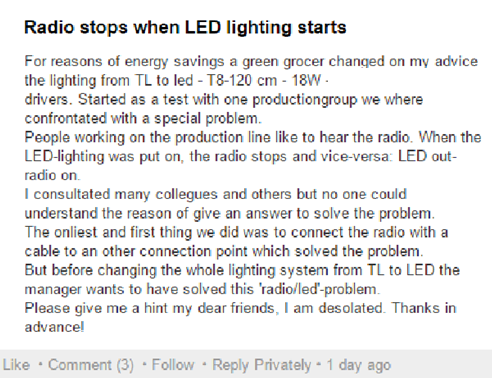 Radio stops when LED lighting starts
For reasons of energy savings a green grocer changed on my advice
the lighting from TL to led - T8-120 cm - 18W -
drivers. Started as a test with one productiongroup we where
confrontated with a special problem.
People working on the production line like to hear the radio. When the
LED-lighting was put on, the radio stops and vice-versa: LED out-
radio on.
I consultated many collegues and others but no one could
understand the reason of give an answer to solve the problem.
The onliest and first thing we did was to connect the radio with a
cable to an other connection point which solved the problem.
But before changing the whole lighting system from TL to LED the
manager wants to have solved this 'radio/led'-problem.
Please give me a hint my dear friends, I am desolated. Thanks in
advance!
Like • Comment (3) • Follow • Reply Privately • 1 day ago